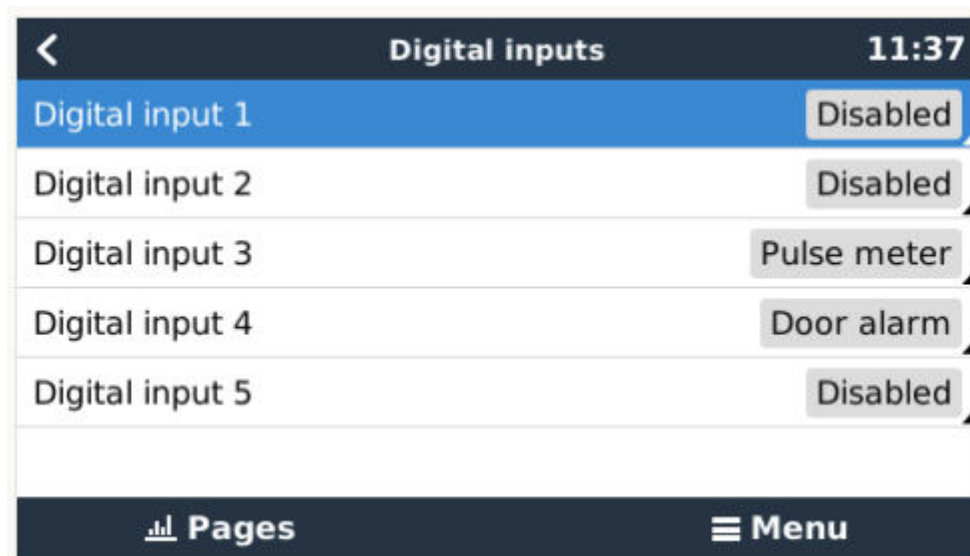 Digital inputs 11:37
Digital input 1 Disabled
Digital input 2 Disabled
Digital input 3 Pulse meter
Digital input 4 Door alarm
Digital input 5 Disabled
Pages Menu